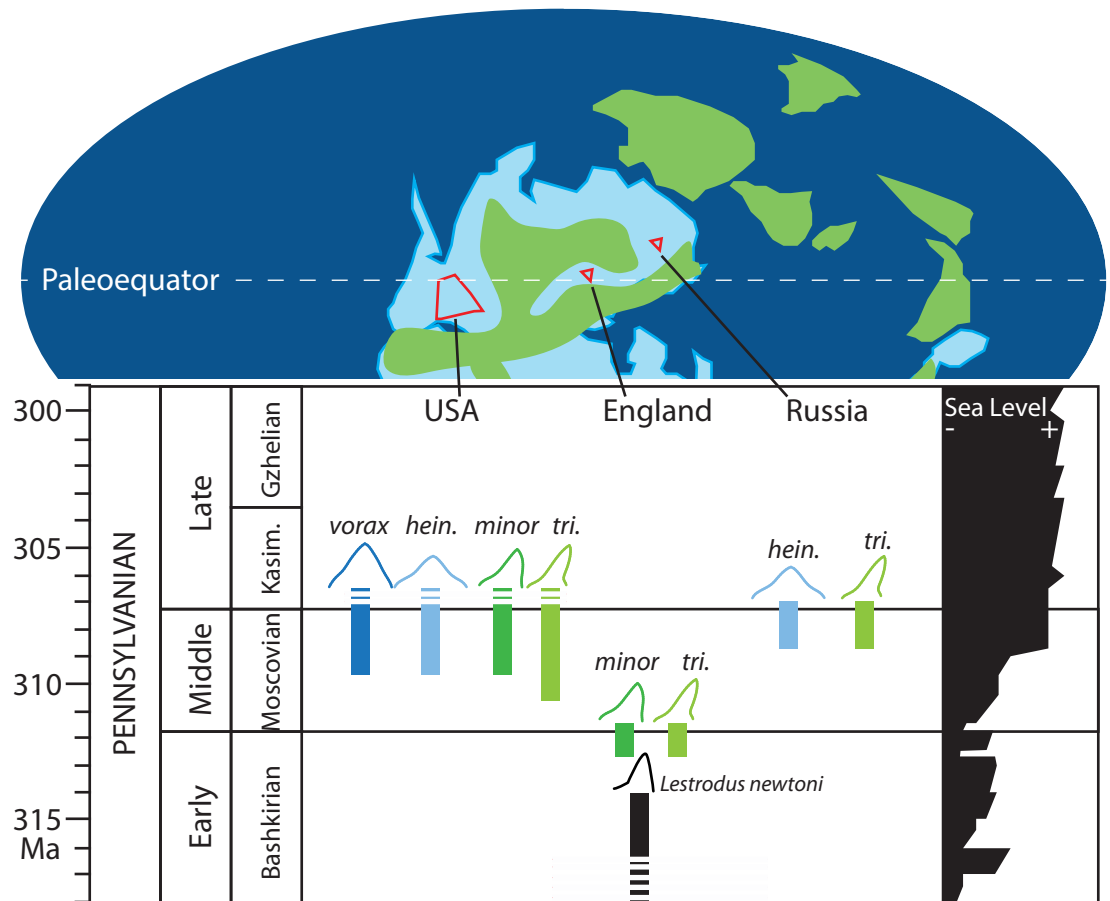 Paleoequator
USA
England
Russia
Sea Level
- +
300
305
310
315
Ma
PENNSYLVANIAN
Late
Middle
Early
Gzhelian
Kasim.
Moscovian
Bashkirian
vorax hein. minor tri.
hein. tri.
minor tri.
Lestrodus newtoni